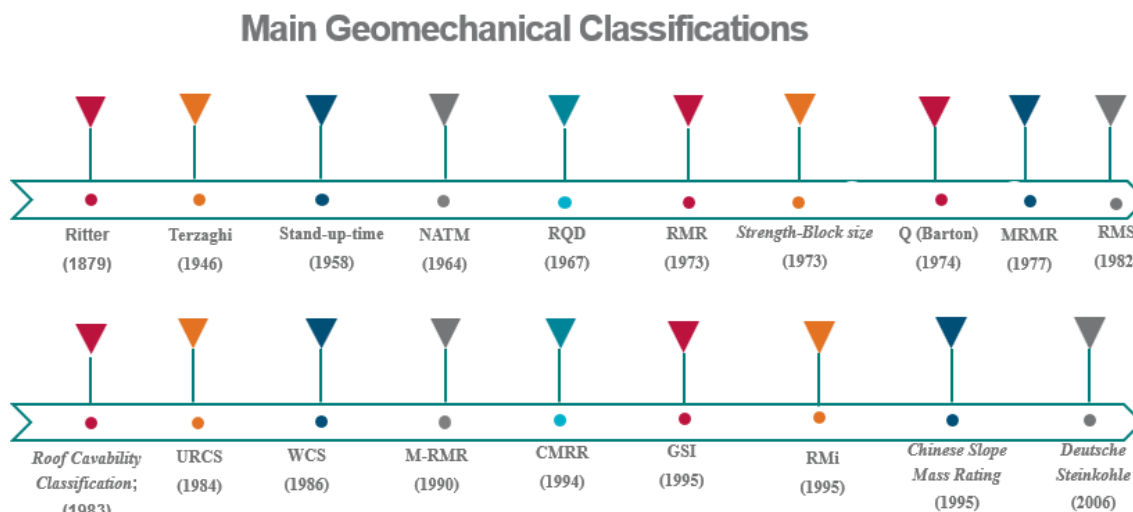 Main Geomechanical Classifications
Ritter
(1879)
Terzaghi
(1946)
Stand-up-time
(1958)
NATM
(1964)
RQD
(1967)
RMR
(1973)
Strength-Block size
(1973)
Q (Barton)
(1974)
MRMR
(1977)
RMS
(1982
Roof Cavability
Classification;
(1983)
URCS
(1984)
WCS
(1986)
M-RMR
(1990)
CMRR
(1994)
GSI
(1995)
RMi
(1995)
Chinese Slope
Mass Rating
(1995)
Deutsche
Steinkohle
(2006)